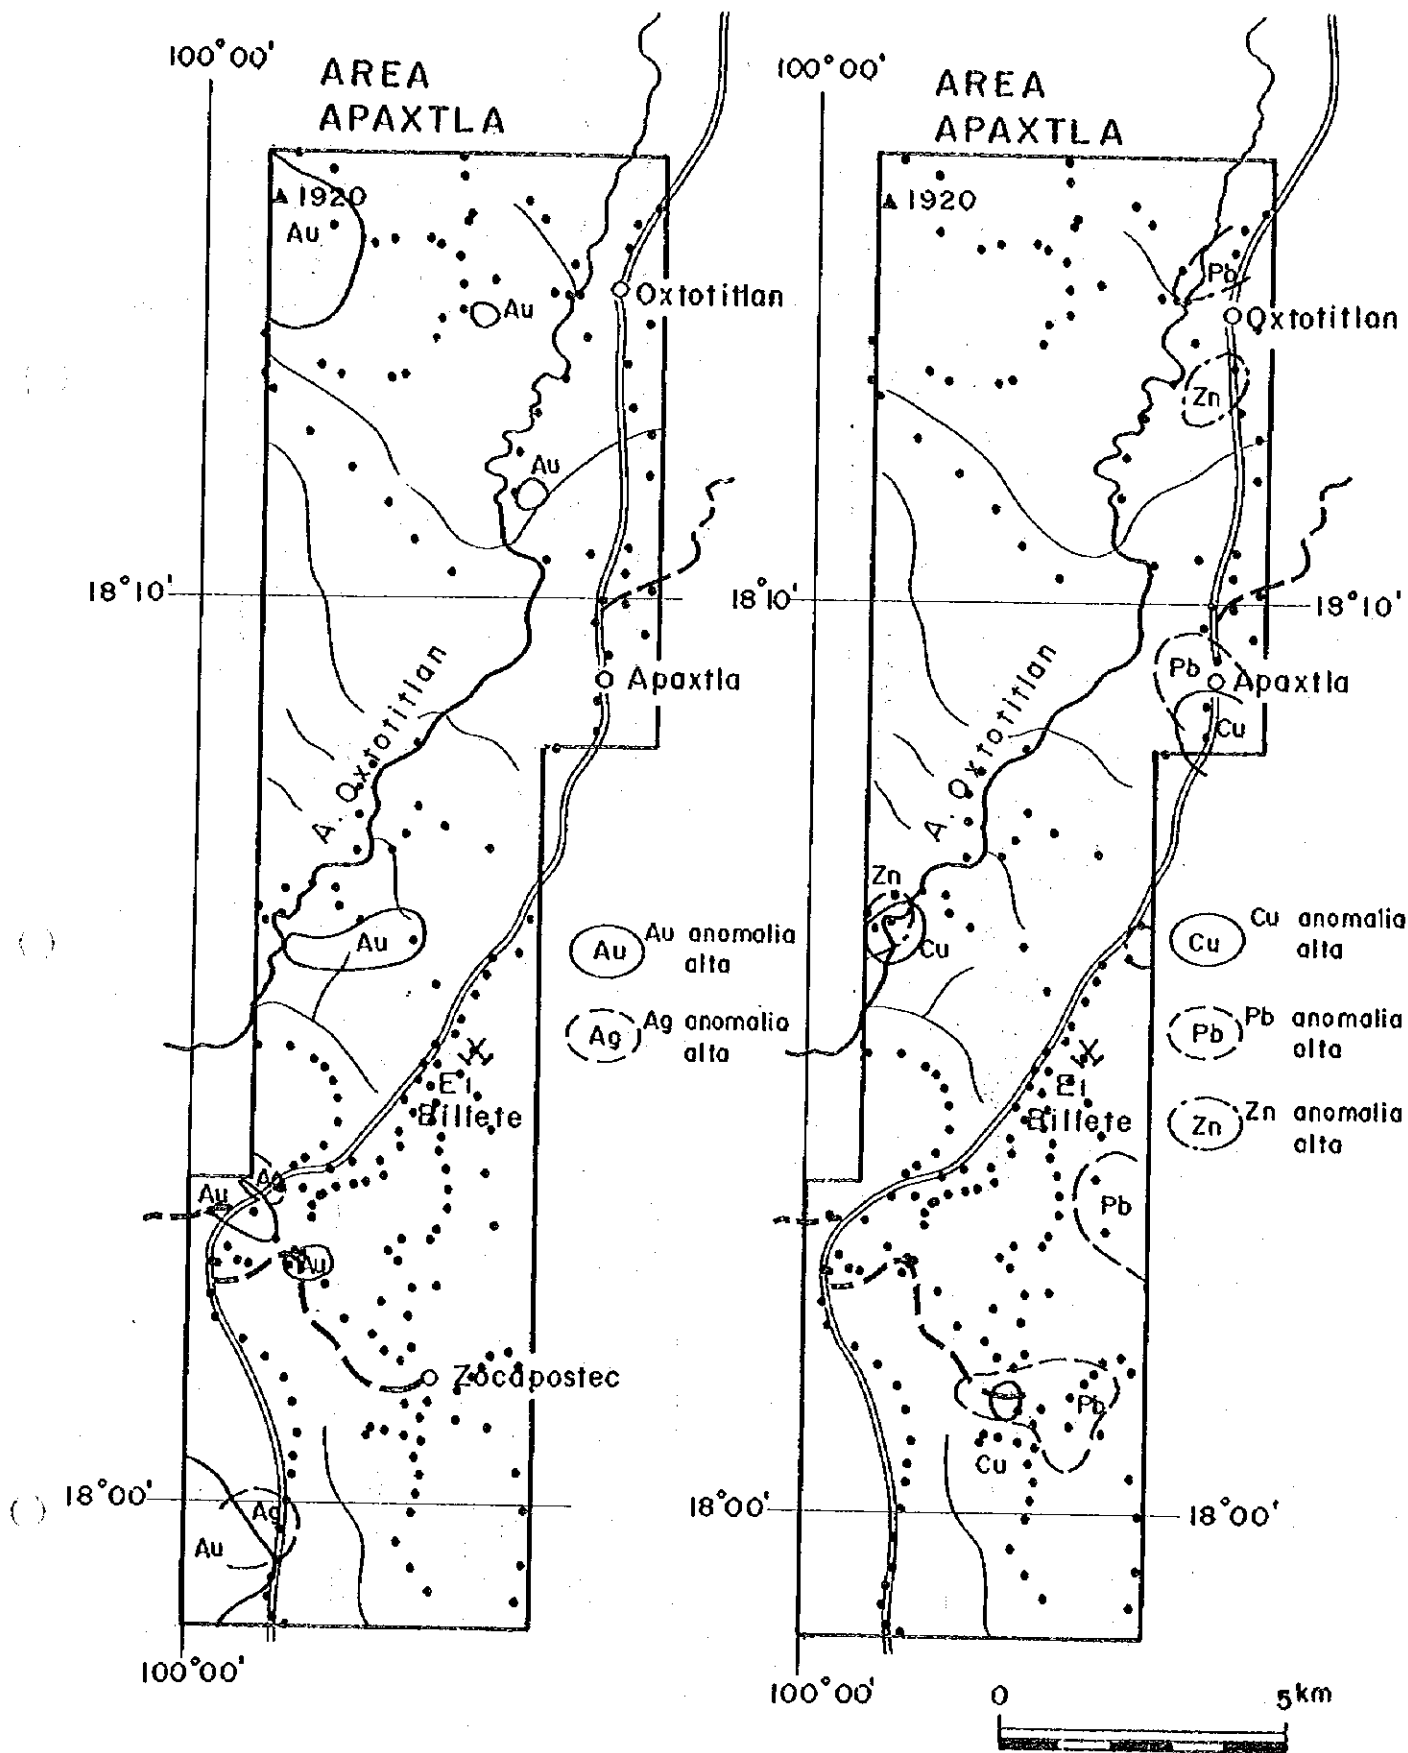 100°00'
AREA
APAXTLA
▲ 1920
Au
Au
Oxtotitlan
Au
18°10'
Apaxtla
A. Oxtotitlan
Au
Au
Au anomalia
alta
Ag
Ag anomalia
alta
El
Billete
Ag
Au
Au
Zocapostec
18°00'
Ag
Au
100°00'
100°00'
AREA
APAXTLA
▲ 1920
Pb
Oxtotitlan
Zn
18°10'
18°10'
Pb
Apaxtla
Cu
A. Oxtotitlan
Zn
Cu
Cu
Cu anomalia
alta
Pb
Pb anomalia
alta
El
Billete
Zn
Zn anomalia
alta
Pb
Pb
Cu
18°00'
18°00'
100°00'
0
5 km